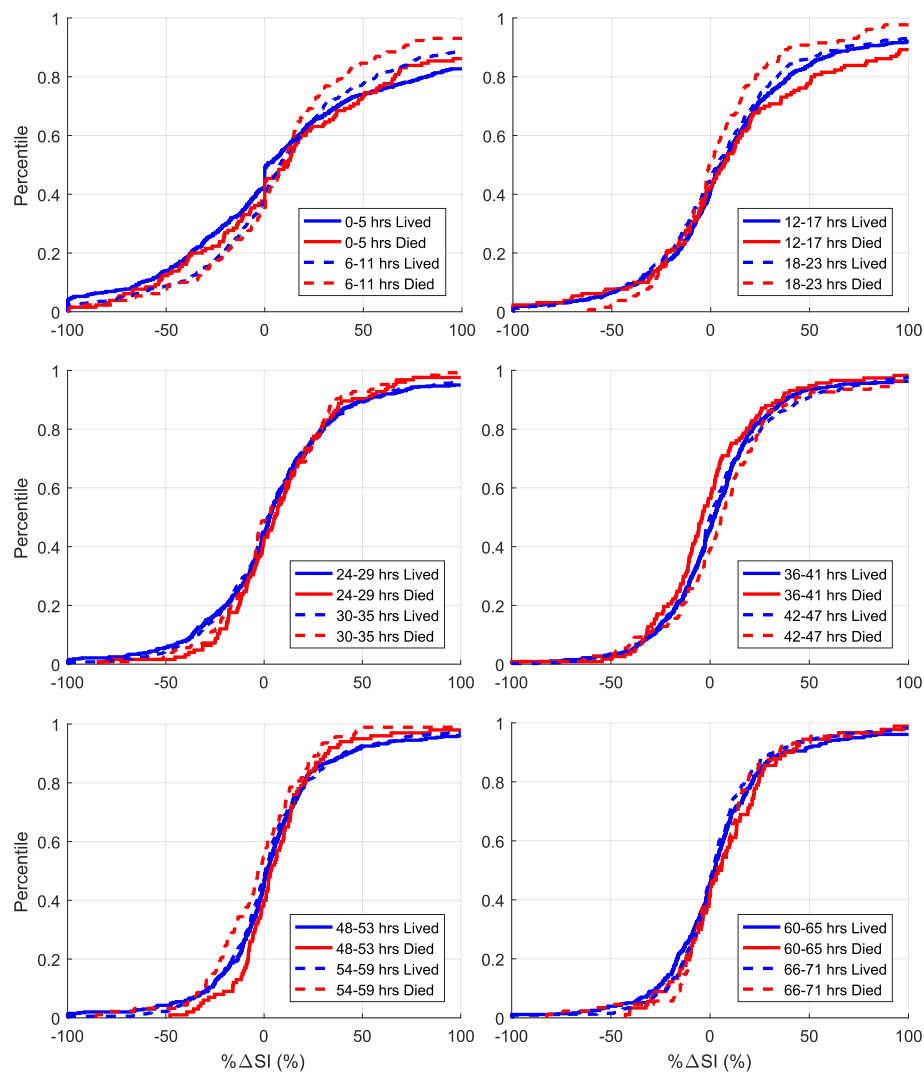 1
0.8
0.6
0.4
0.2
0
Percentile
-100 -50 0 50 100
0-5 hrs Lived
0-5 hrs Died
6-11 hrs Lived
6-11 hrs Died
1
0.8
0.6
0.4
0.2
0
-100 -50 0 50 100
12-17 hrs Lived
12-17 hrs Died
18-23 hrs Lived
18-23 hrs Died
1
0.8
0.6
0.4
0.2
0
Percentile
-100 -50 0 50 100
24-29 hrs Lived
24-29 hrs Died
30-35 hrs Lived
30-35 hrs Died
1
0.8
0.6
0.4
0.2
0
-100 -50 0 50 100
36-41 hrs Lived
36-41 hrs Died
42-47 hrs Lived
42-47 hrs Died
1
0.8
0.6
0.4
0.2
0
Percentile
-100 -50 0 50 100
%ΔSI (%)
48-53 hrs Lived
48-53 hrs Died
54-59 hrs Lived
54-59 hrs Died
1
0.8
0.6
0.4
0.2
0
-100 -50 0 50 100
%ΔSI (%)
60-65 hrs Lived
60-65 hrs Died
66-71 hrs Lived
66-71 hrs Died